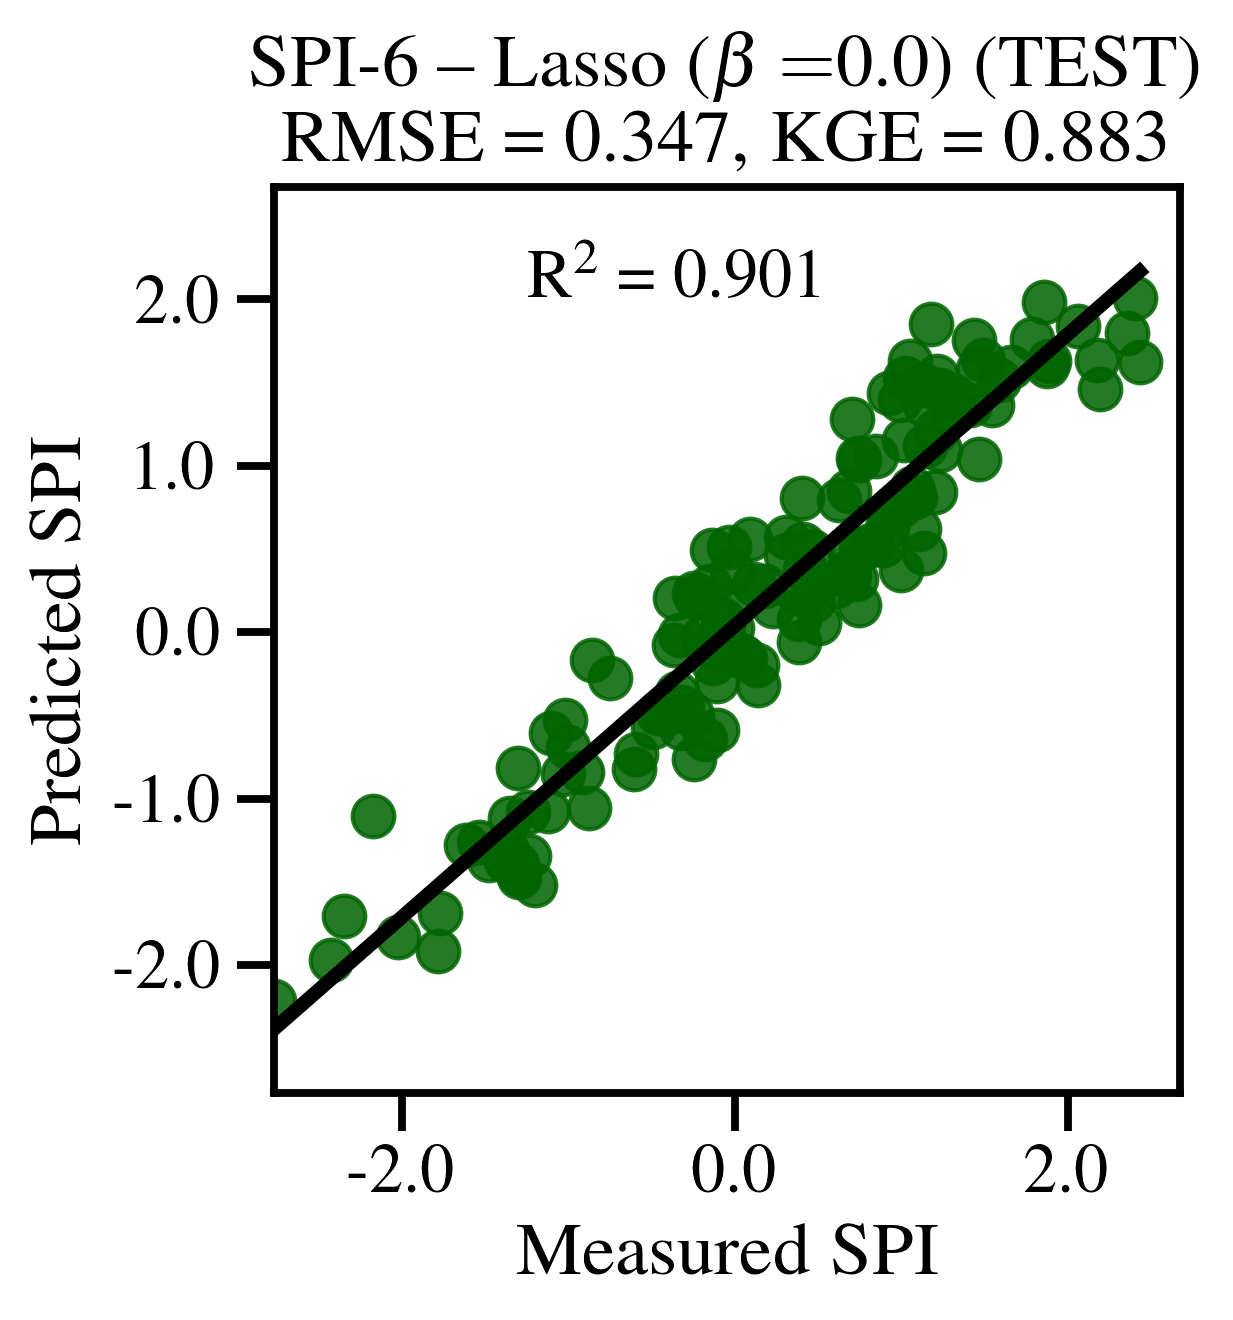 SPI-6 – Lasso (β =0.0) (TEST)
RMSE = 0.347, KGE = 0.883
R² = 0.901
2.0
1.0
0.0
-1.0
-2.0
Predicted SPI
-2.0 0.0 2.0
Measured SPI